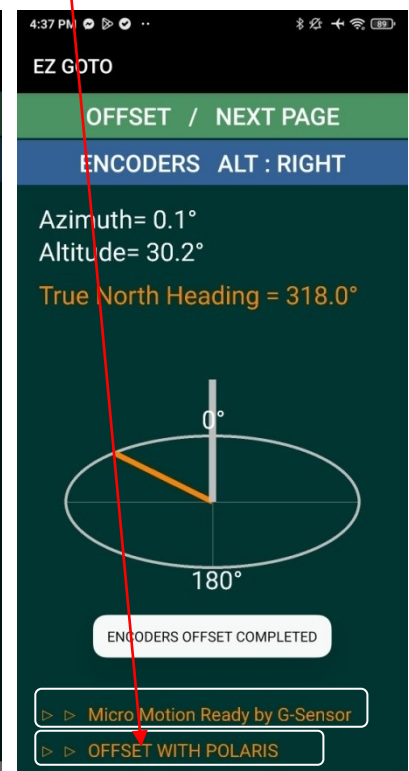 4:37 PM ··
89
EZ GOTO
OFFSET / NEXT PAGE
ENCODERS ALT : RIGHT
Azimuth= 0.1°
Altitude= 30.2°
True North Heading = 318.0°
0°
180°
ENCODERS OFFSET COMPLETED
▷ ▷ Micro Motion Ready by G-Sensor
▷ ▷ OFFSET WITH POLARIS